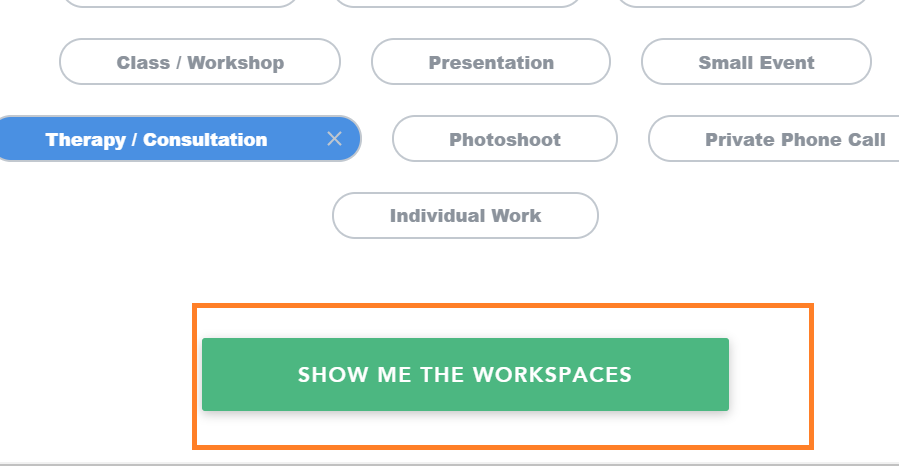 Class / Workshop
Presentation
Small Event
Therapy / Consultation
Photoshoot
Private Phone Call
Individual Work
SHOW ME THE WORKSPACES